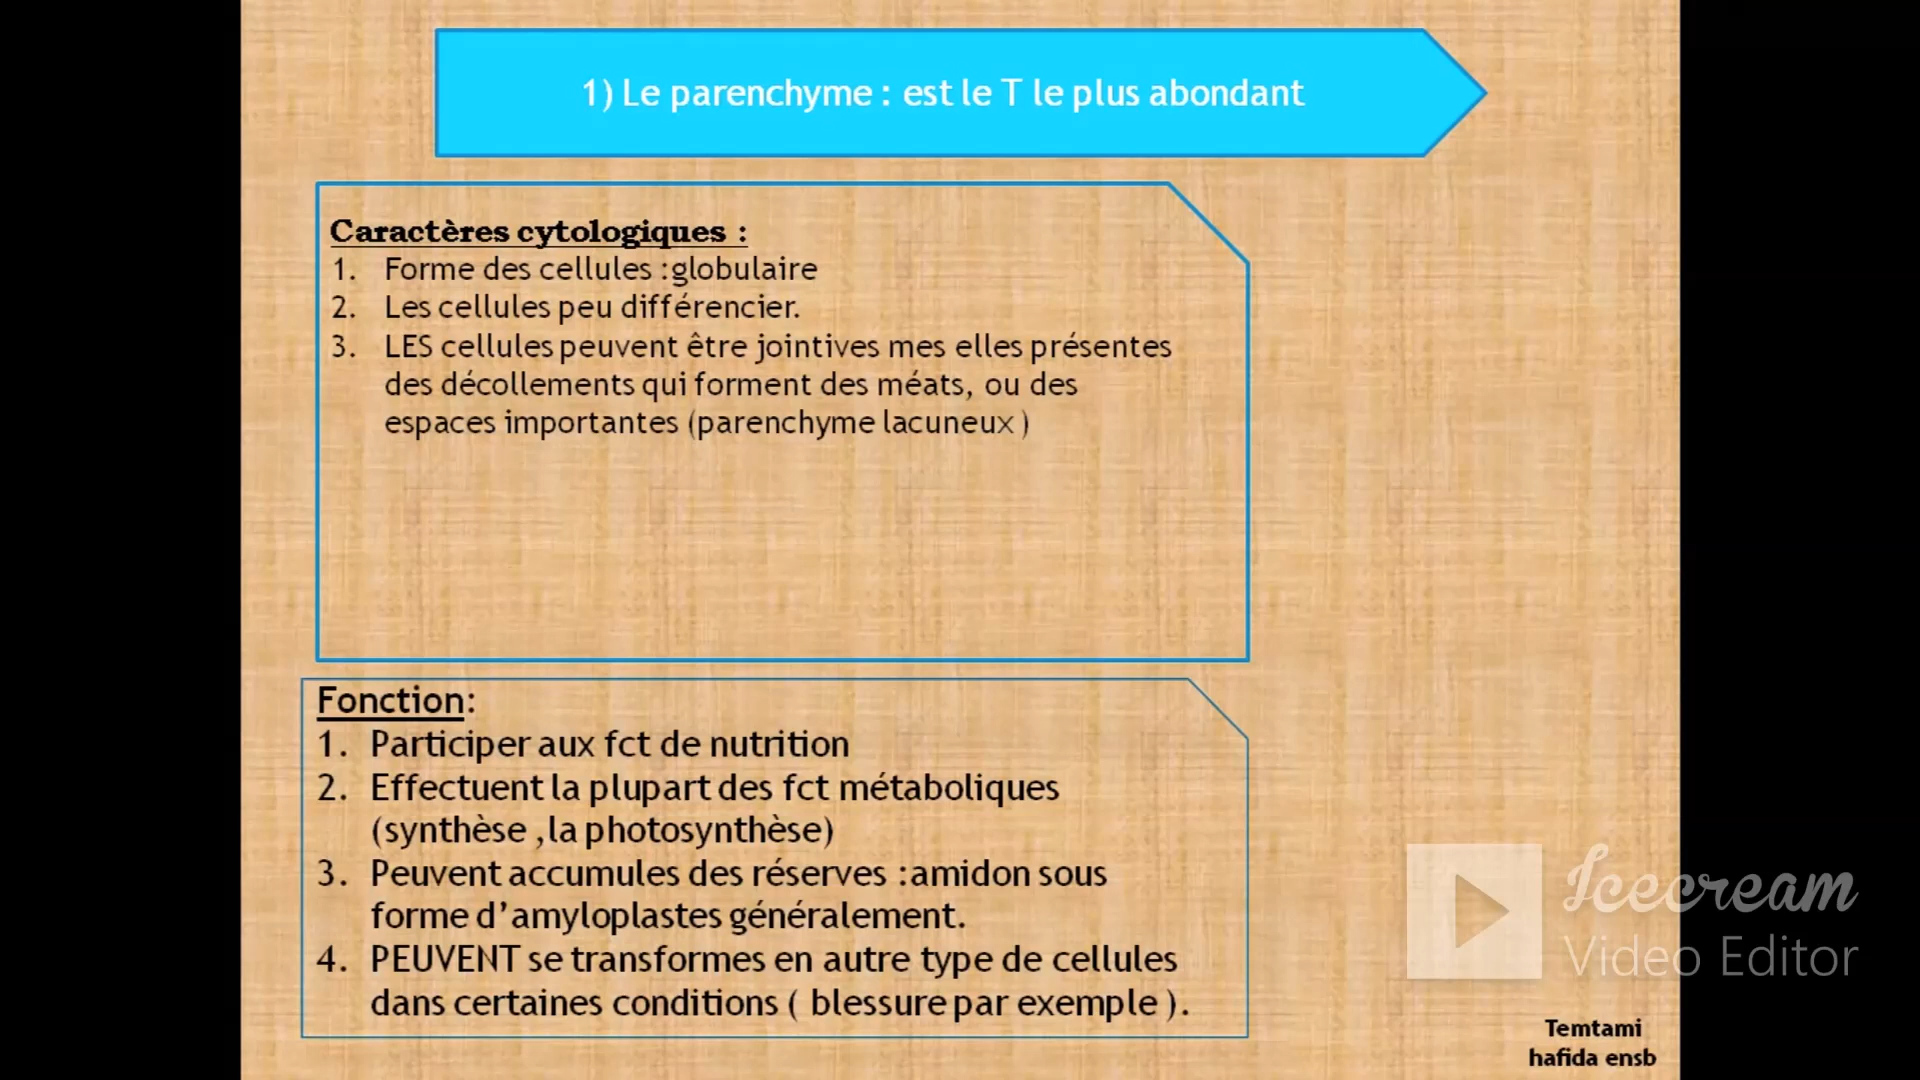 1) Le parenchyme : est le T le plus abondant
Caractères cytologiques :
1. Forme des cellules :globulaire
2. Les cellules peu différencier.
3. LES cellules peuvent être jointives mes elles présentes
des décollements qui forment des méats, ou des
espaces importantes (parenchyme lacuneux )
Fonction:
1. Participer aux fct de nutrition
2. Effectuent la plupart des fct métaboliques
(synthèse ,la photosynthèse)
3. Peuvent accumules des réserves :amidon sous
forme d’amyloplastes généralement.
4. PEUVENT se transformes en autre type de cellules
dans certaines conditions ( blessure par exemple ).
Icecream
Video Editor
Temtami
hafida ensb